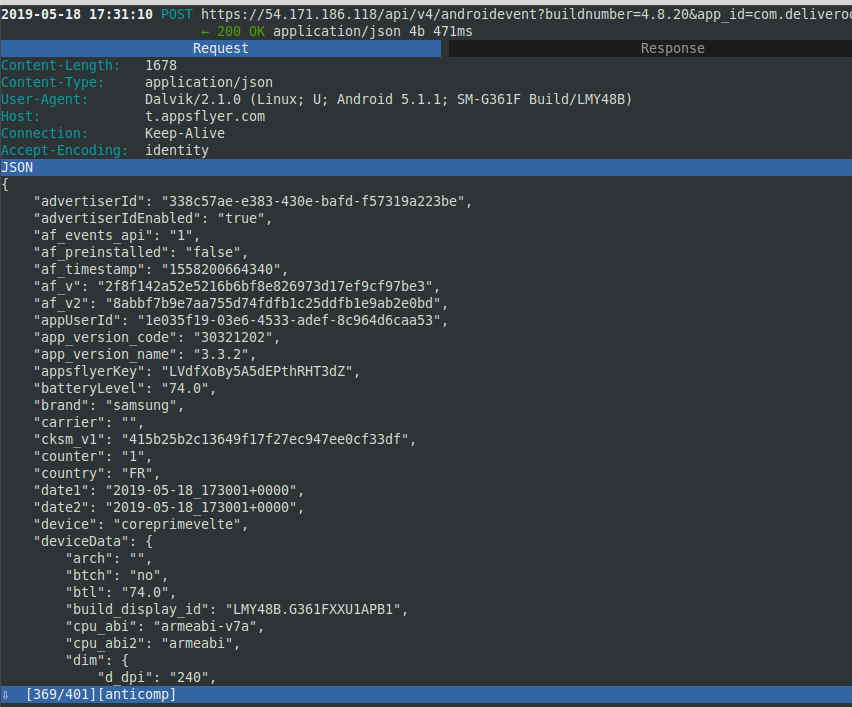 2019-05-18 17:31:10 POST https://54.171.186.118/api/v4/androidevent?buildnumber=4.8.20&app_id=com.deliveroo
← 200 OK application/json 4b 471ms
Request Response
Content-Length: 1678
Content-Type: application/json
User-Agent: Dalvik/2.1.0 (Linux; U; Android 5.1.1; SM-G361F Build/LMY48B)
Host: t.appsflyer.com
Connection: Keep-Alive
Accept-Encoding: identity
JSON
{
    "advertiserId": "338c57ae-e383-430e-bafd-f57319a223be",
    "advertiserIdEnabled": "true",
    "af_events_api": "1",
    "af_preinstalled": "false",
    "af_timestamp": "1558200664340",
    "af_v": "2f8f142a52e5216b6bf8e826973d17ef9cf97be3",
    "af_v2": "8abbf7b9e7aa755d74fdfb1c25ddfb1e9ab2e0bd",
    "appUserId": "1e035f19-03e6-4533-adef-8c964d6caa53",
    "app_version_code": "30321202",
    "app_version_name": "3.3.2",
    "appsflyerKey": "LVdfXoBy5A5dEPthRHT3dZ",
    "batteryLevel": "74.0",
    "brand": "samsung",
    "carrier": "",
    "cksm_v1": "415b25b2c13649f17f27ec947ee0cf33df",
    "counter": "1",
    "country": "FR",
    "date1": "2019-05-18_173001+0000",
    "date2": "2019-05-18_173001+0000",
    "device": "coreprimevelte",
    "deviceData": {
        "arch": "",
        "btch": "no",
        "btl": "74.0",
        "build_display_id": "LMY48B.G361FXXU1APB1",
        "cpu_abi": "armeabi-v7a",
        "cpu_abi2": "armeabi",
        "dim": {
            "d_dpi": "240",
⇩ [369/401][anticomp]